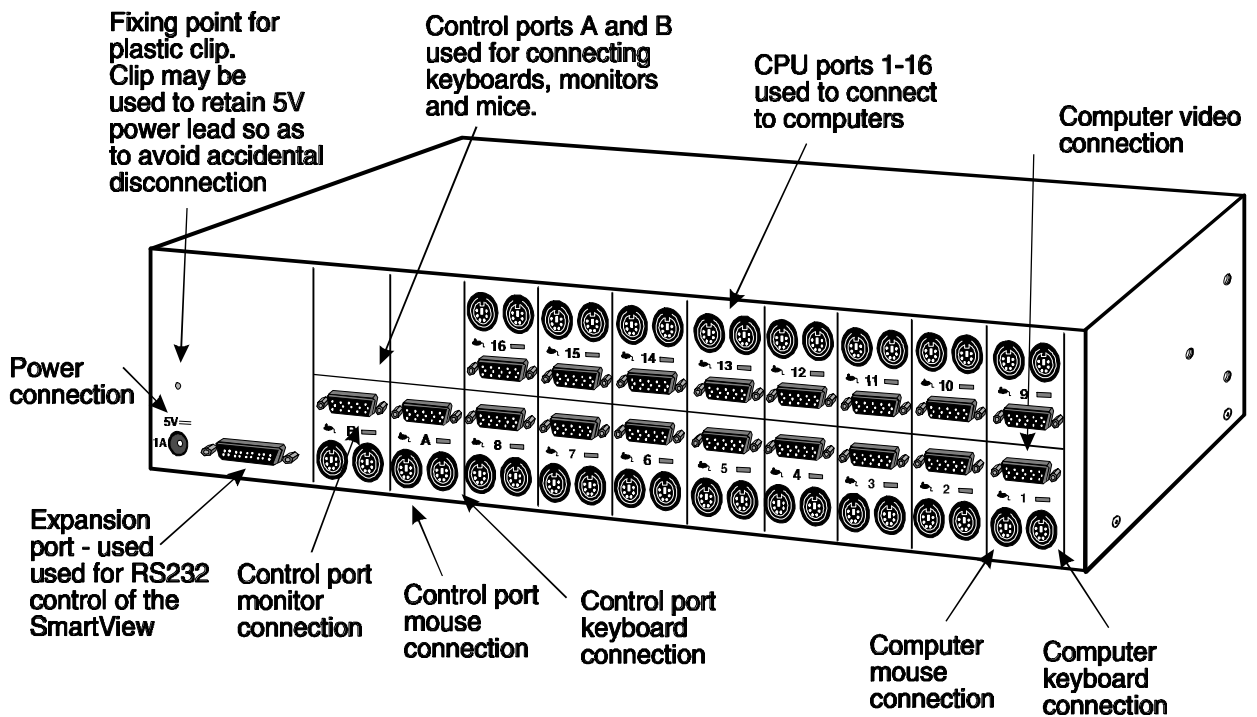 Fixing point for
plastic clip.
Clip may be
used to retain 5V
power lead so as
to avoid accidental
disconnection
Control ports A and B
used for connecting
keyboards, monitors
and mice.
CPU ports 1-16
used to connect
to computers
Computer video
connection
Power
connection
5V
1A
16
15
14
13
12
11
10
9
B
A
8
7
6
5
4
3
2
1
Expansion
port - used
used for RS232
control of the
SmartView
Control port
monitor
connection
Control port
mouse
connection
Control port
keyboard
connection
Computer
mouse
connection
Computer
keyboard
connection